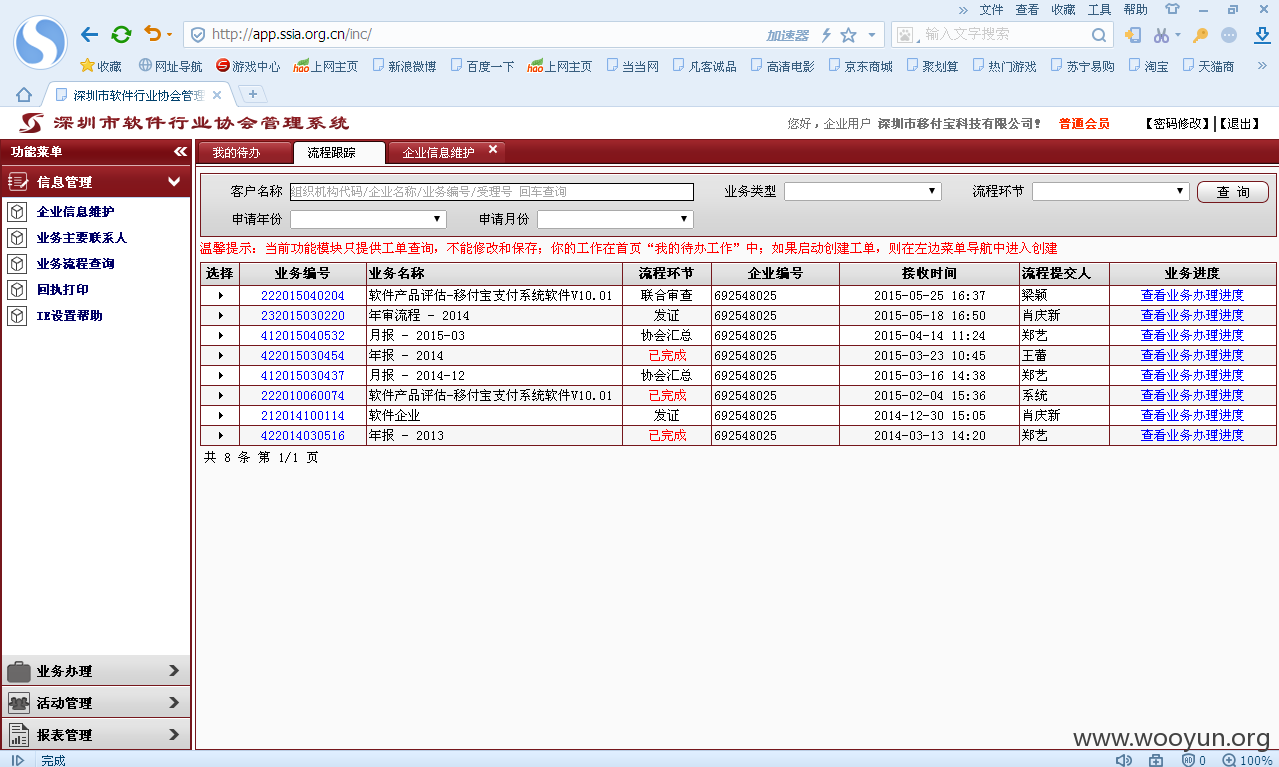 » 文件 查看 收藏 工具 帮助
http://app.ssia.org.cn/inc/ 加速器 输入文字搜索
收藏 网址导航 游戏中心 hao 上网主页 新浪微博 百度一下 hao 上网主页 当当网 凡客诚品 高清电影 京东商城 聚划算 热门游戏 苏宁易购 淘宝 天猫商 »
深圳市软件行业协会管理
深圳市软件行业协会管理系统 您好，企业用户 深圳市移付宝科技有限公司! 普通会员 【密码修改】|【退出】
功能菜单 我的待办 流程跟踪 企业信息维护
信息管理
企业信息维护
业务主要联系人
业务流程查询
回执打印
IE设置帮助
业务办理
活动管理
报表管理
客户名称 组织机构代码/企业名称/业务编号/受理号 回车查询 业务类型 流程环节 查 询
申请年份 申请月份
温馨提示：当前功能模块只提供工单查询，不能修改和保存；你的工作在首页“我的待办工作”中；如果启动创建工单，则在左边菜单导航中进入创建
选择 业务编号 业务名称 流程环节 企业编号 接收时间 流程提交人 业务进度
222015040204 软件产品评估-移付宝支付系统软件V10.01 联合审查 692548025 2015-05-25 16:37 梁颖 查看业务办理进度
232015030220 年审流程 - 2014 发证 692548025 2015-05-18 16:50 肖庆新 查看业务办理进度
412015040532 月报 - 2015-03 协会汇总 692548025 2015-04-14 11:24 郑艺 查看业务办理进度
422015030454 年报 - 2014 已完成 692548025 2015-03-23 10:45 王蕾 查看业务办理进度
412015030437 月报 - 2014-12 协会汇总 692548025 2015-03-16 14:38 郑艺 查看业务办理进度
222010060074 软件产品评估-移付宝支付系统软件V10.01 已完成 692548025 2015-02-04 15:36 系统 查看业务办理进度
212014100114 软件企业 发证 692548025 2014-12-30 15:05 肖庆新 查看业务办理进度
422014030516 年报 - 2013 已完成 692548025 2014-03-13 14:20 郑艺 查看业务办理进度
共 8 条 第 1/1 页
www.wooyun.org
完成 0 100%